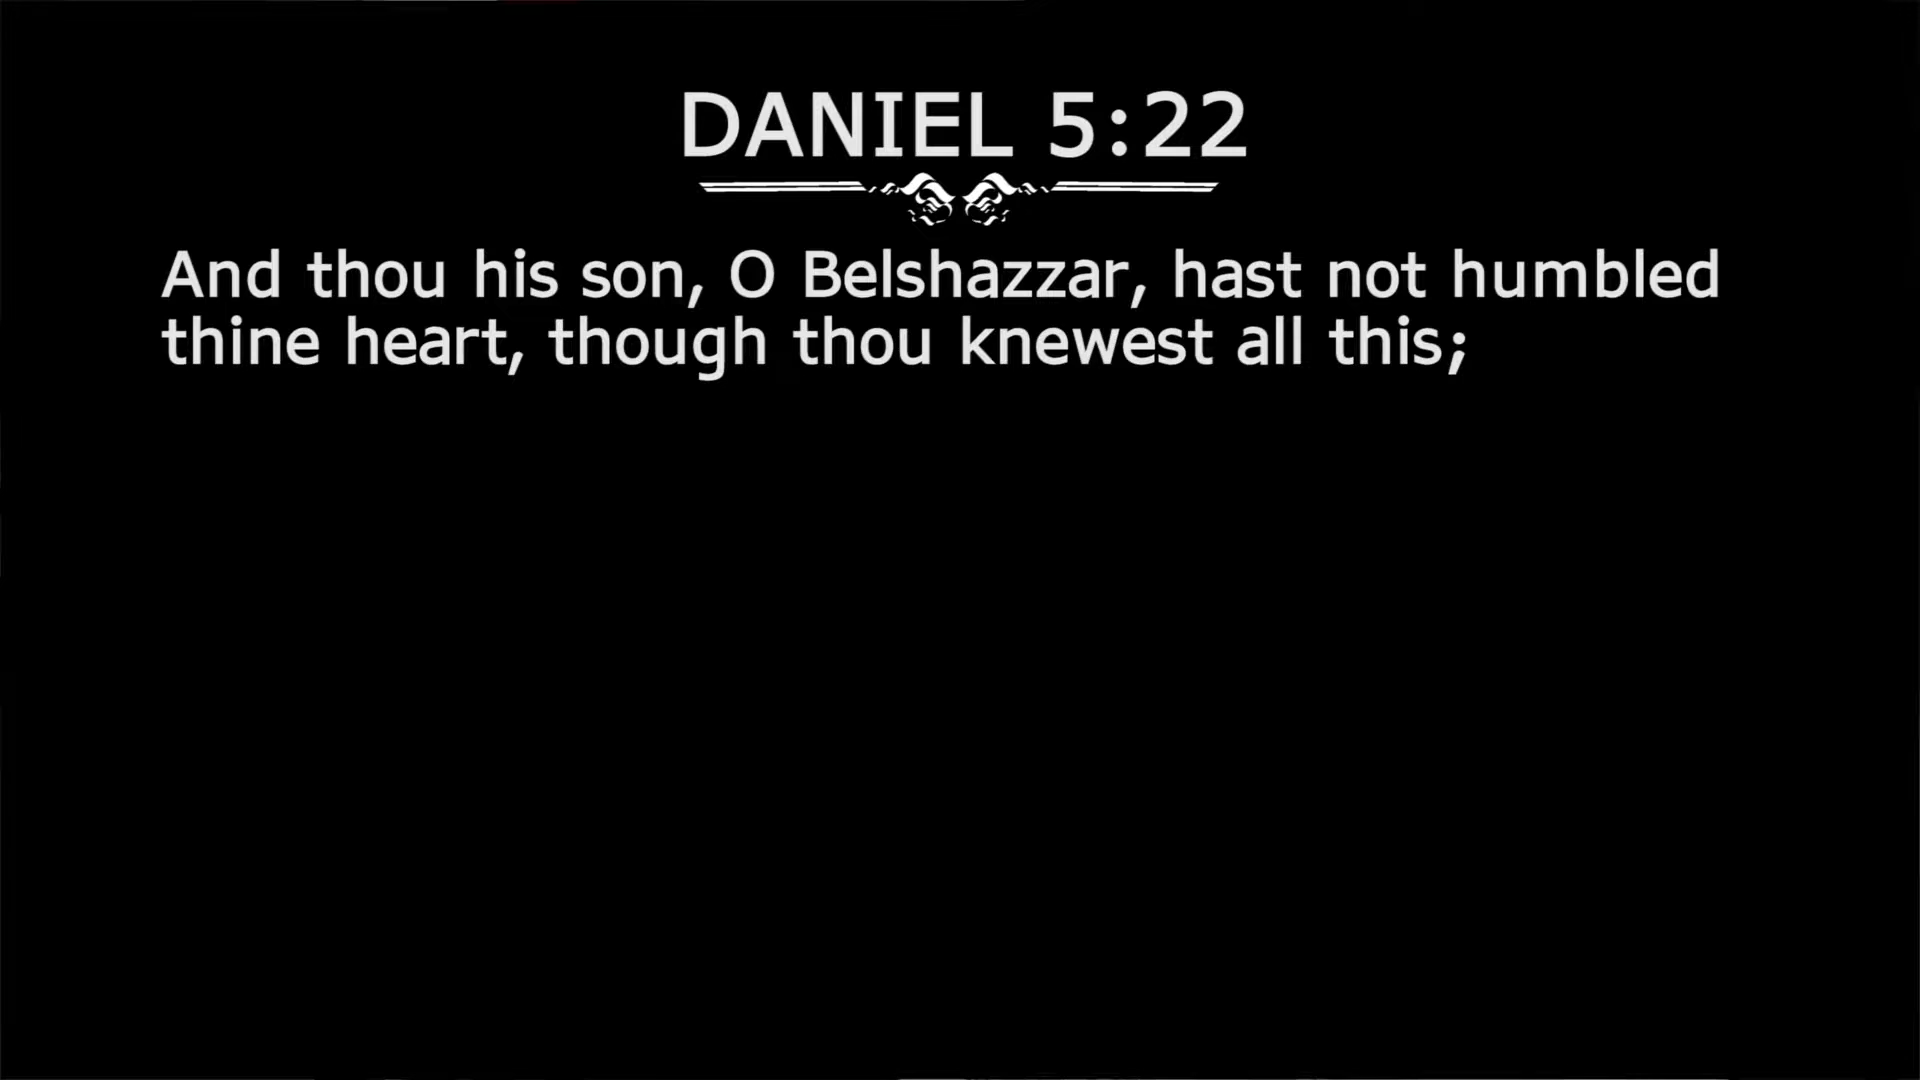 DANIEL 5:22
And thou his son, O Belshazzar, hast not humbled
thine heart, though thou knewest all this;